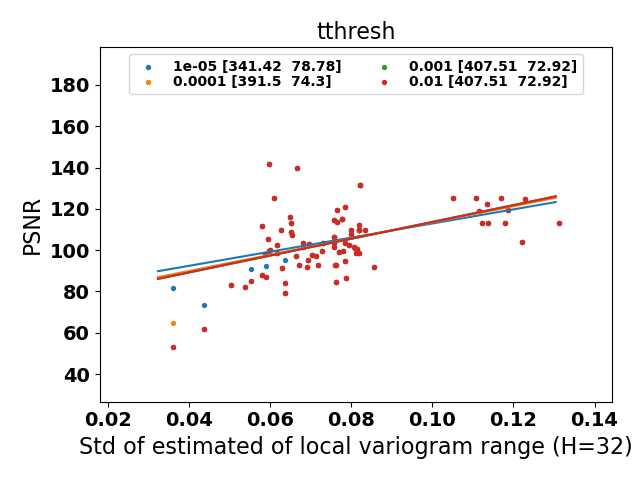 tthresh
1e-05 [341.42  78.78]
0.0001 [391.5  74.3]
0.001 [407.51  72.92]
0.01 [407.51  72.92]
PSNR
180
160
140
120
100
80
60
40
0.02 0.04 0.06 0.08 0.10 0.12 0.14
Std of estimated of local variogram range (H=32)